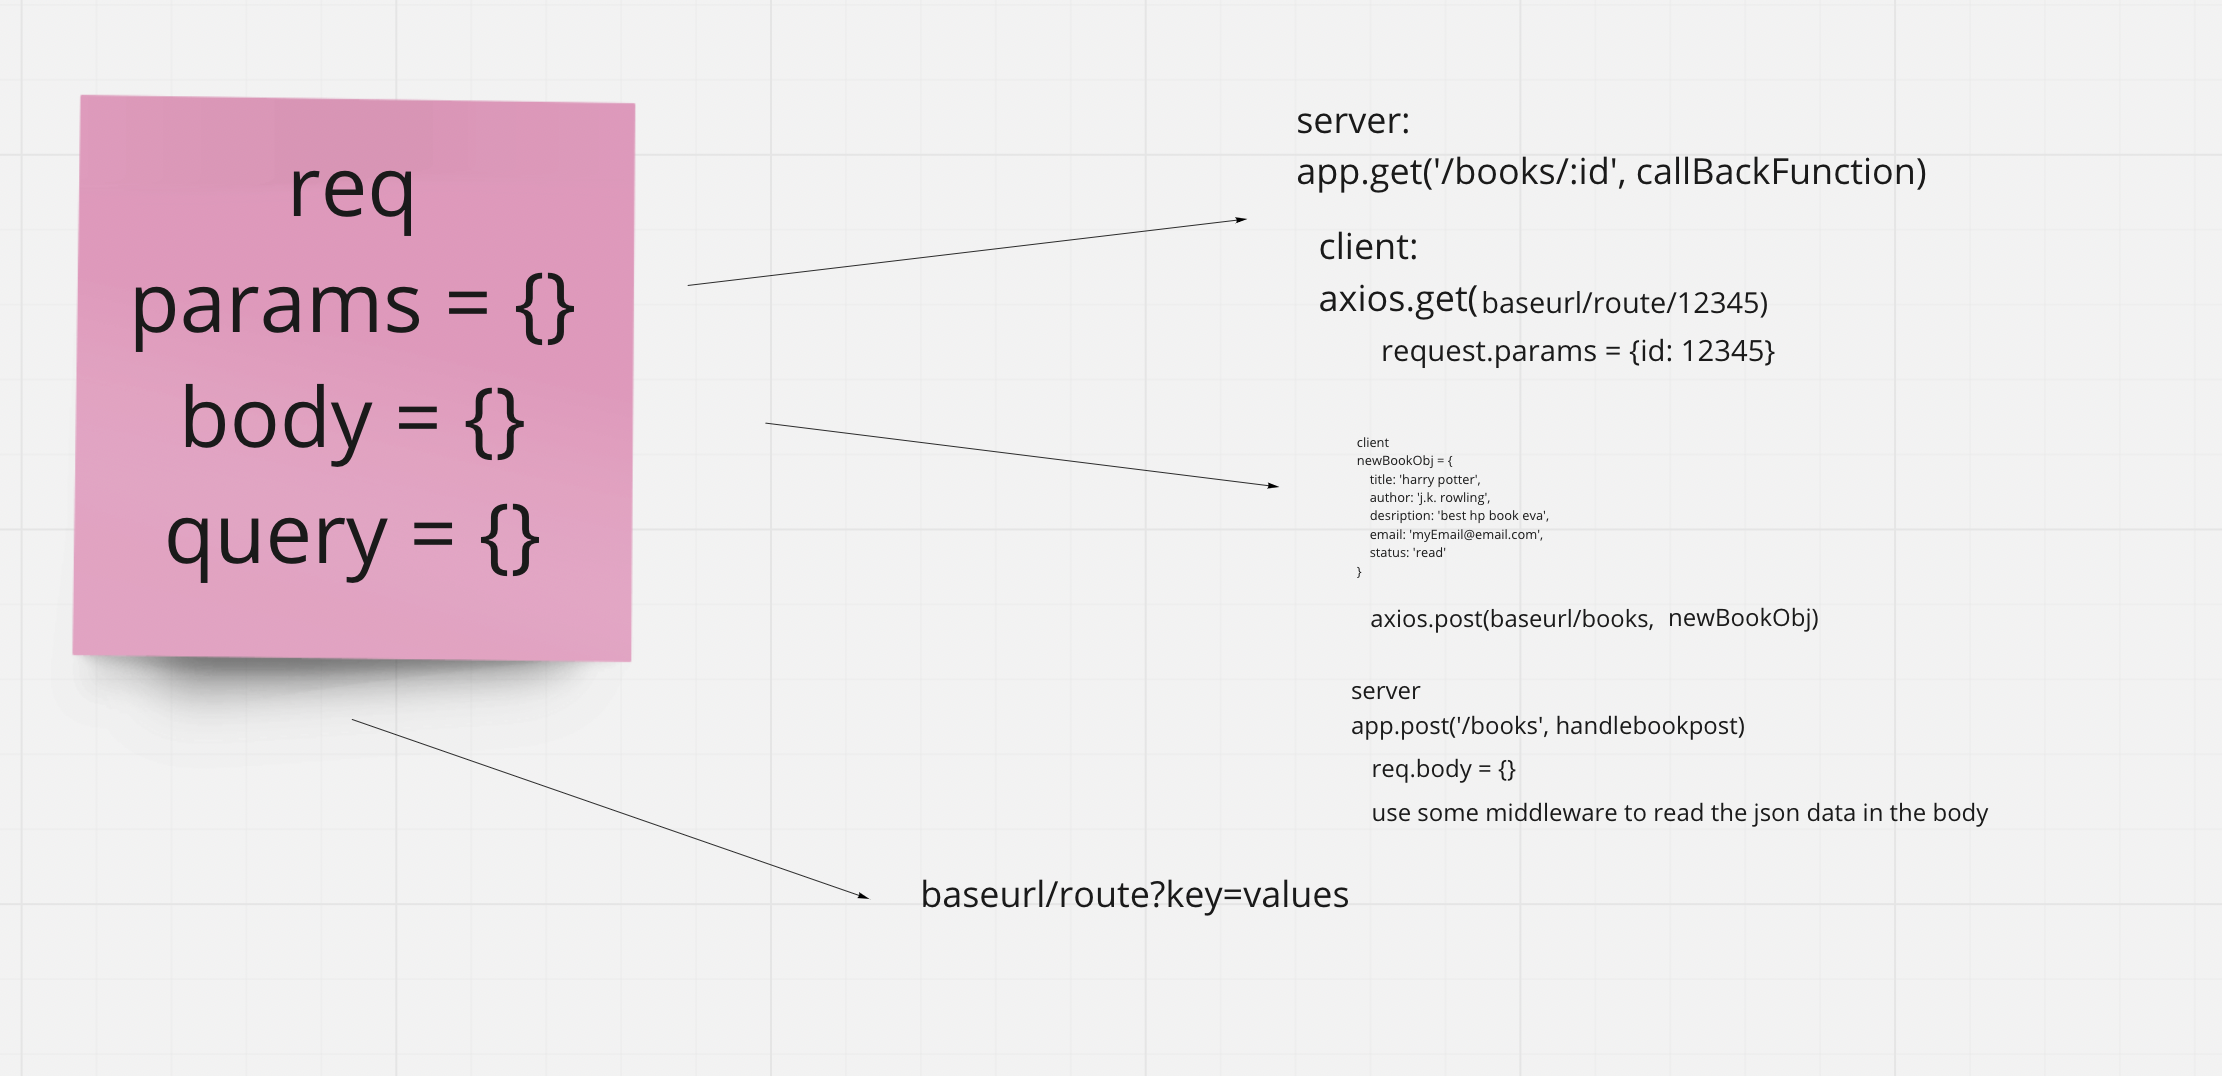 req
params = {}
body = {}
query = {}
server:
app.get('/books/:id', callBackFunction)
client:
axios.get( baseurl/route/12345)
request.params = {id: 12345}
client
newBookObj = {
title: 'harry potter',
author: 'j.k. rowling',
desription: 'best hp book eva',
email: 'myEmail@email.com',
status: 'read'
}
axios.post(baseurl/books, newBookObj)
server
app.post('/books', handlebookpost)
req.body = {}
use some middleware to read the json data in the body
baseurl/route?key=values